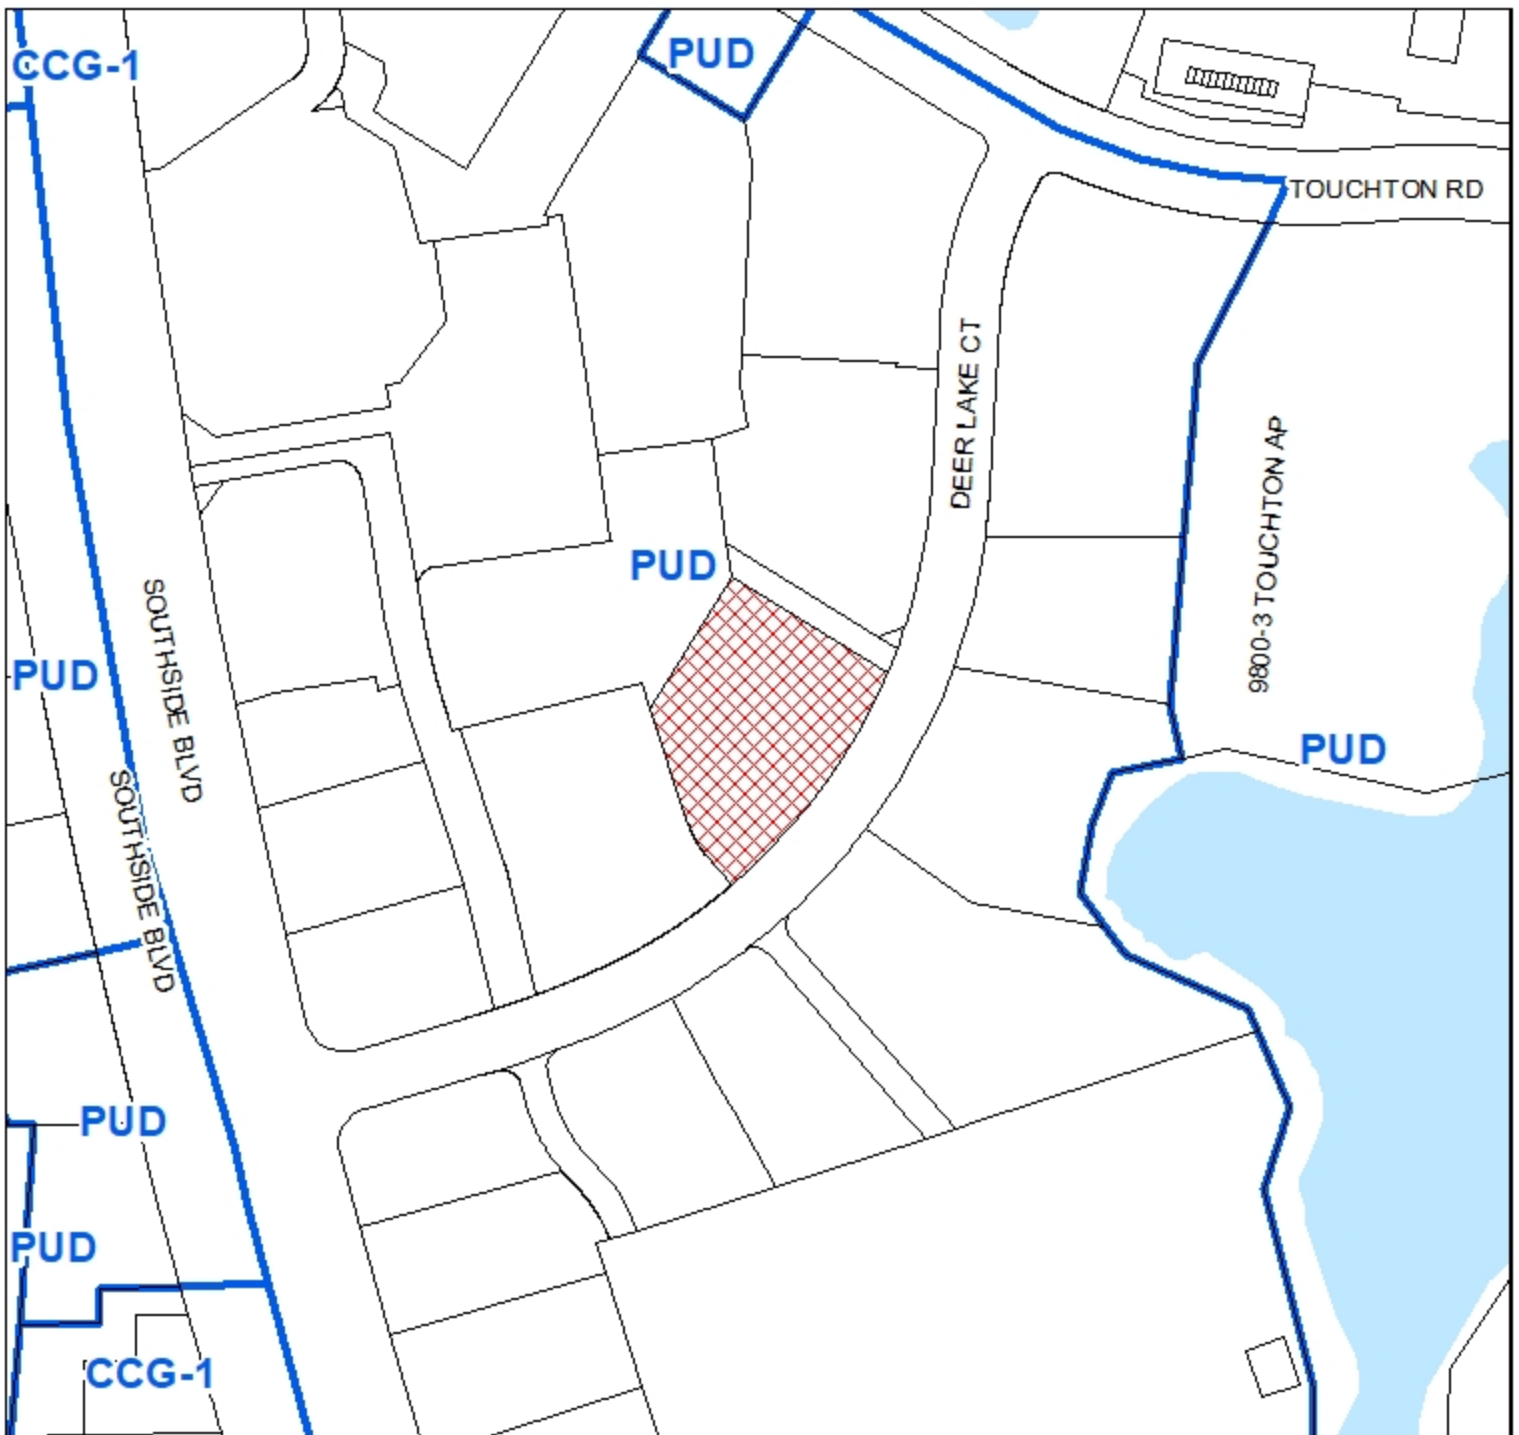 CCG-1
PUD
TOUCHTON RD
DEER LAKE CT
9800-3 TOUCHTON AP
PUD
SOUTHSIDE BLVD
PUD
PUD
SOUTHSIDE BLVD
PUD
PUD
CCG-1